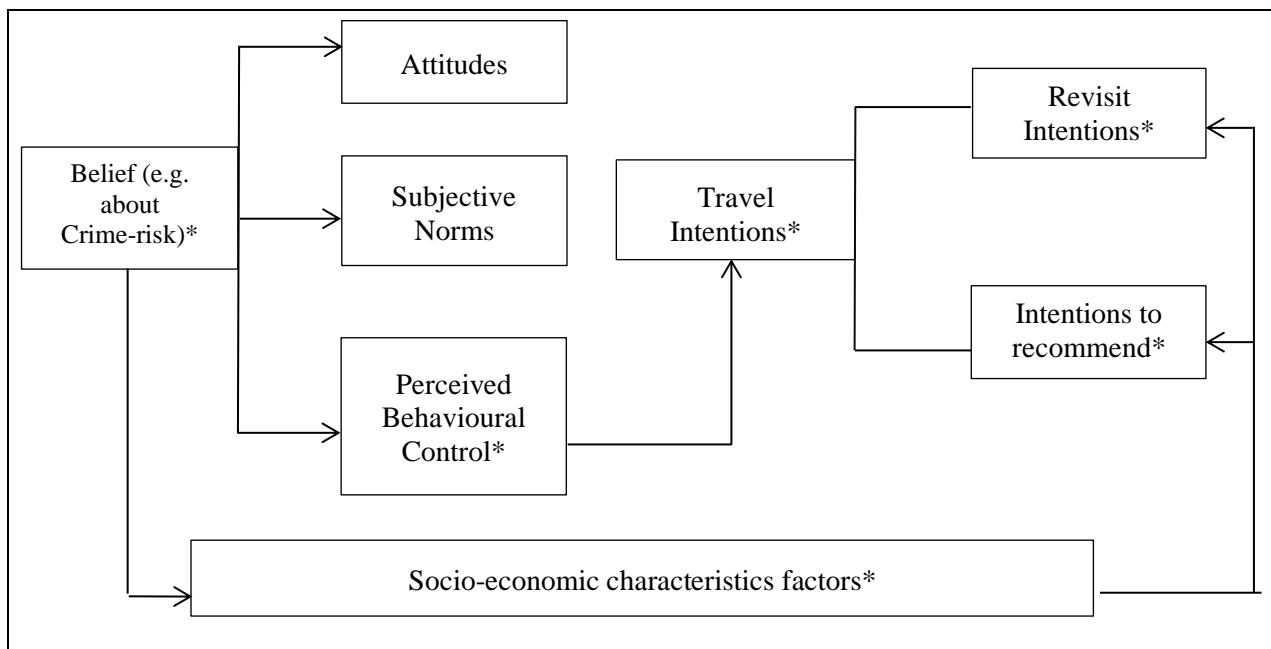 Attitudes
Belief (e.g.
about
Crime-risk)*
Subjective
Norms
Perceived
Behavioural
Control*
Travel
Intentions*
Revisit
Intentions*
Intentions to
recommend*
Socio-economic characteristics factors*